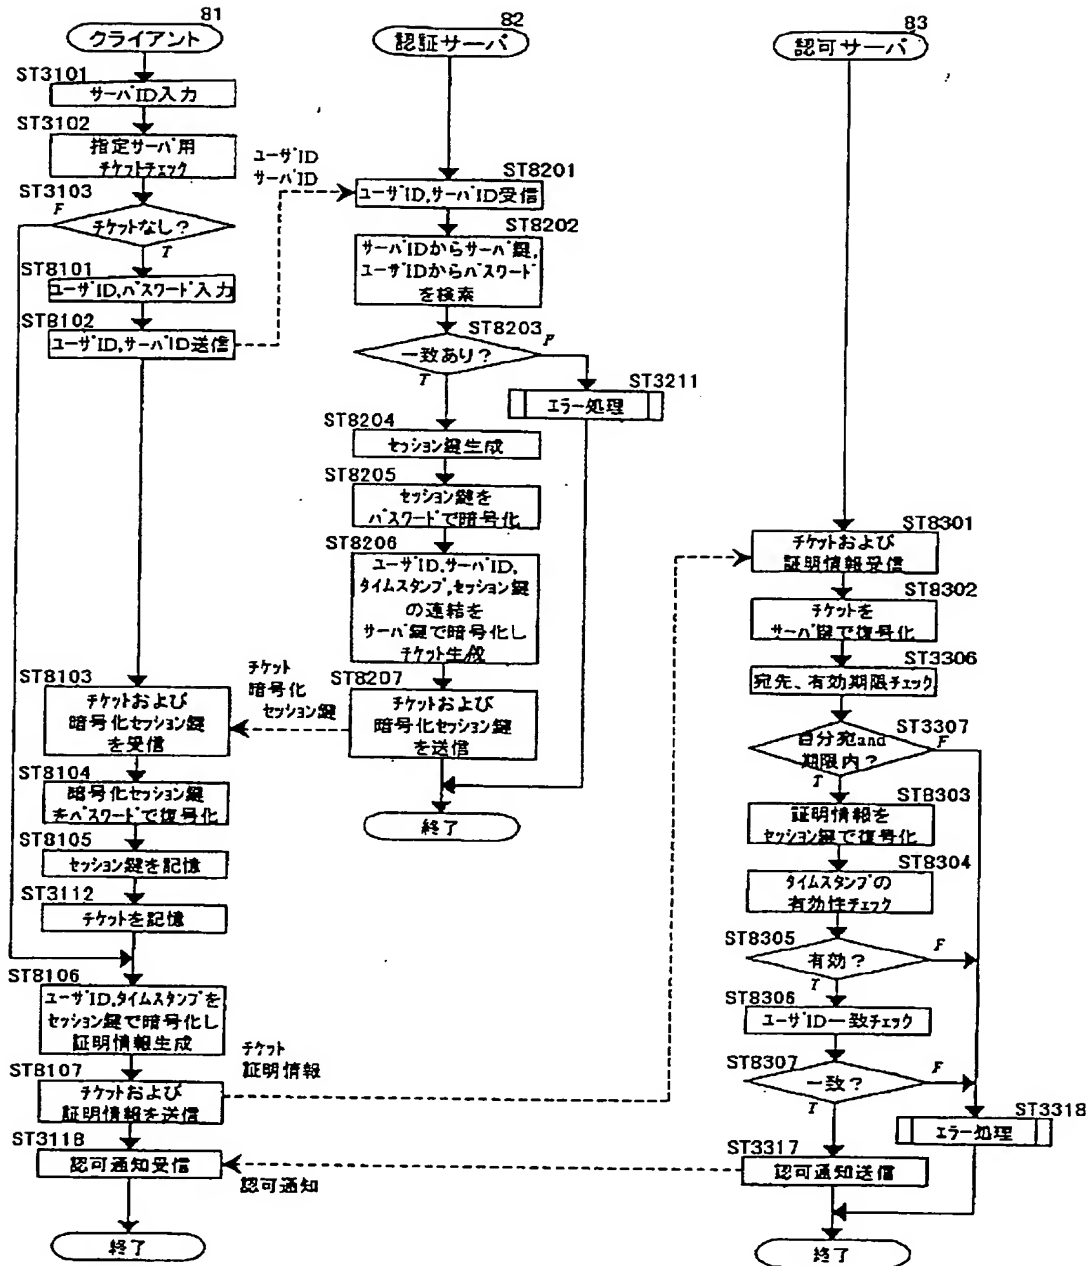 81
クライアント
ST3101
サーバID入力
ST3102
指定サーバ用
チケットチェック
ST3103
F
チケットなし?
T
ST8101
ユーザID,パスワード入力
ST8102
ユーザID,サーバID送信
ユーザID
サーバID
ST8103
チケットおよび
暗号化セッション鍵
を受信
ST8104
暗号化セッション鍵
をパスワードで復号化
ST8105
セッション鍵を記憶
ST3112
チケットを記憶
ST8106
ユーザID,タイムスタンプを
セッション鍵で暗号化し
証明情報生成
ST8107
チケットおよび
証明情報を送信
ST3118
認可通知受信
終了
82
認証サーバ
ST8201
ユーザID,サーバID受信
ST8202
サーバIDからサーバ鍵,
ユーザIDからパスワード
を検索
ST8203
一致あり?
F
T
ST3211
エラー処理
ST8204
セッション鍵生成
ST8205
セッション鍵を
パスワードで暗号化
ST8206
ユーザID,サーバID,
タイムスタンプ,セッション鍵
の連結を
サーバ鍵で暗号化し
チケット生成
ST8207
チケットおよび
暗号化セッション鍵
を送信
チケット
暗号化
セッション鍵
終了
チケット
証明情報
認可通知
83
認可サーバ
ST8301
チケットおよび
証明情報受信
ST8302
チケットを
サーバ鍵で復号化
ST3306
宛先、有効期限チェック
ST3307
自分宛and
期限内?
F
T
ST8303
証明情報を
セッション鍵で復号化
ST8304
タイムスタンプの
有効性チェック
ST8305
有効?
F
T
ST8306
ユーザID一致チェック
ST8307
一致?
F
T
ST3318
エラー処理
ST3317
認可通知送信
終了